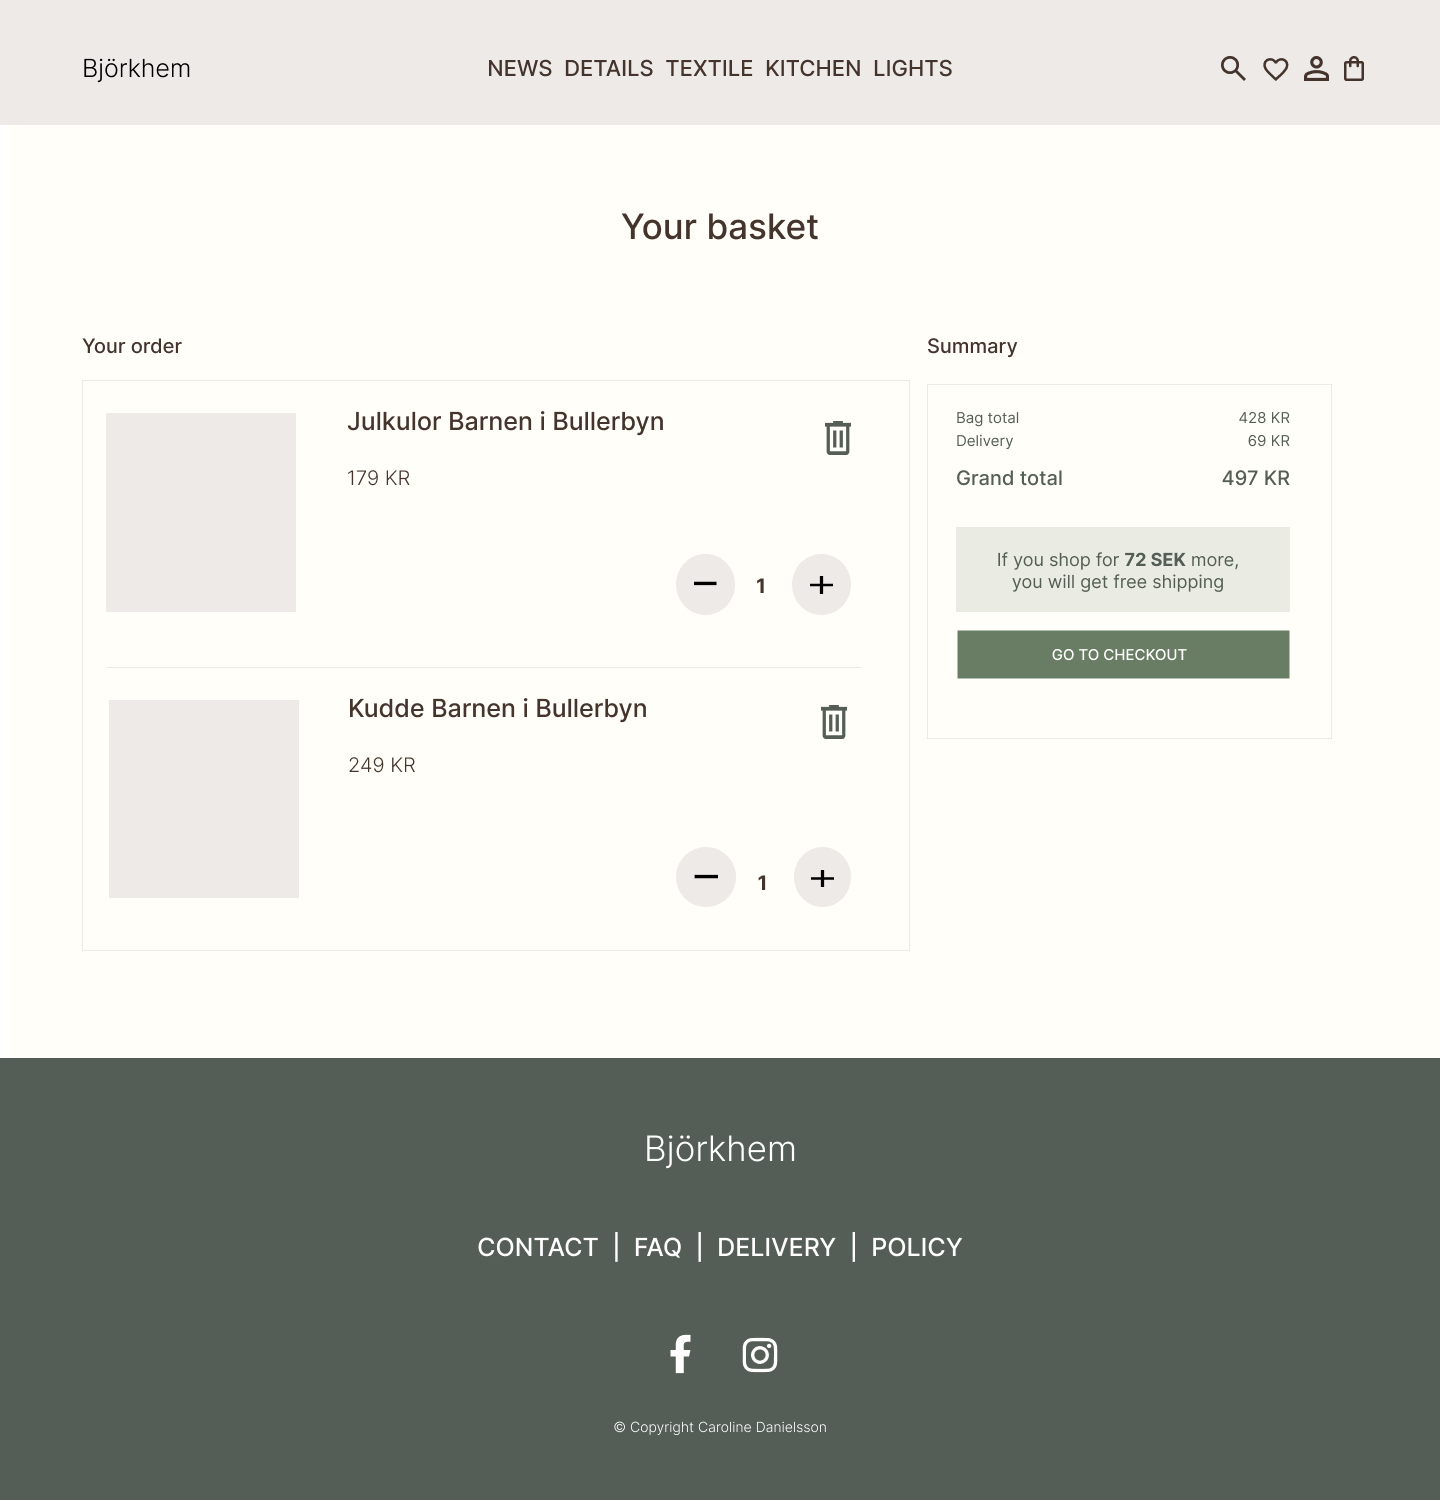 Björkhem
NEWS DETAILS TEXTILE KITCHEN LIGHTS
Your basket
Your order
Julkulor Barnen i Bullerbyn
179 KR
1
Kudde Barnen i Bullerbyn
249 KR
1
Summary
Bag total 428 KR
Delivery 69 KR
Grand total 497 KR
If you shop for 72 SEK more,
you will get free shipping
GO TO CHECKOUT
Björkhem
CONTACT | FAQ | DELIVERY | POLICY
© Copyright Caroline Danielsson